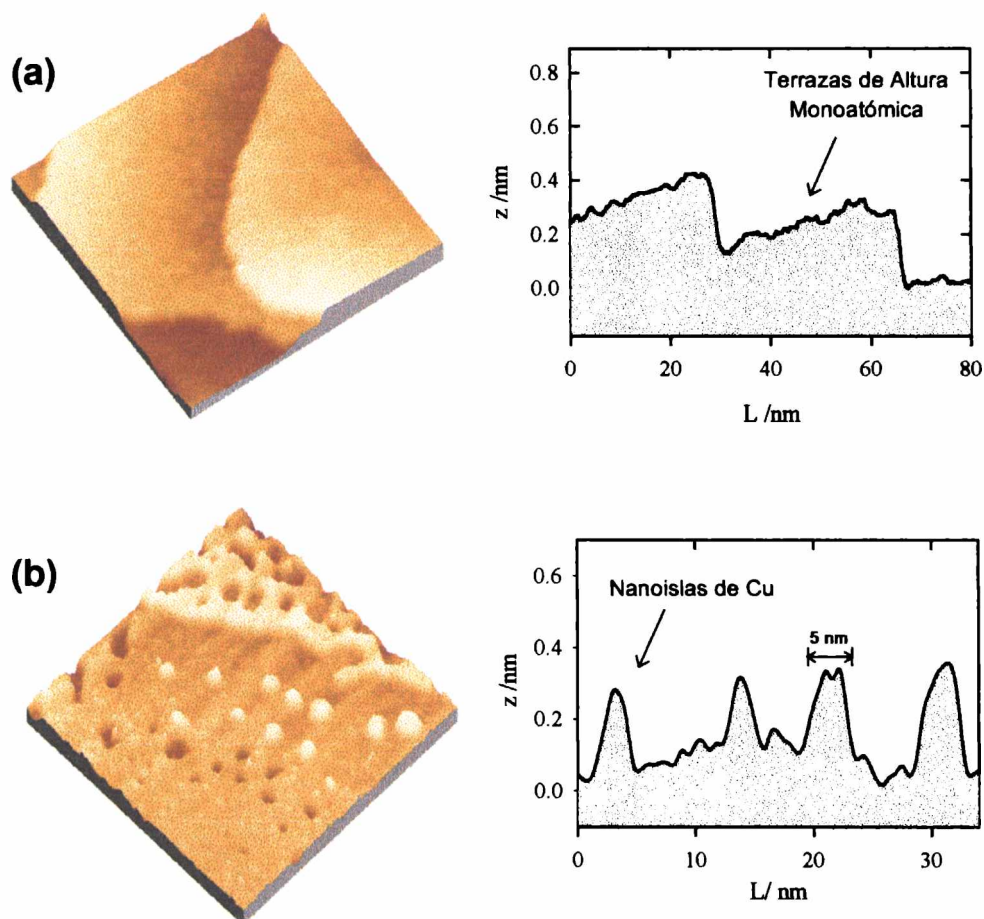 (a)
Terrazas de Altura
Monoatómica
z /nm
0.8
0.6
0.4
0.2
0.0
0 20 40 60 80
L /nm
(b)
Nanoislas de Cu
5 nm
z /nm
0.6
0.4
0.2
0.0
0 10 20 30
L/ nm